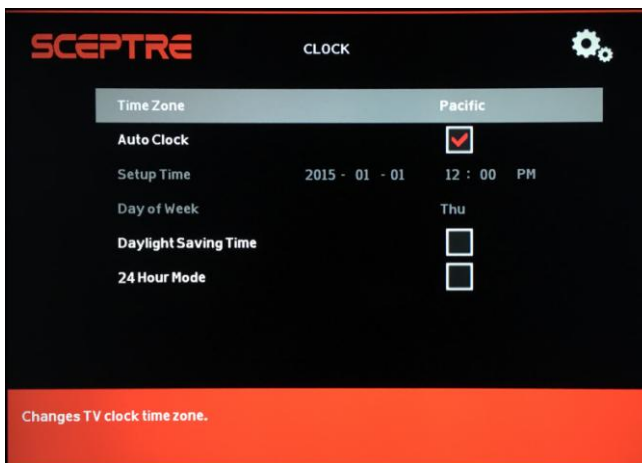 SCEPTRE
CLOCK
Time Zone Pacific
Auto Clock
Setup Time 2015 - 01 - 01 12 : 00 PM
Day of Week Thu
Daylight Saving Time
24 Hour Mode
Changes TV clock time zone.